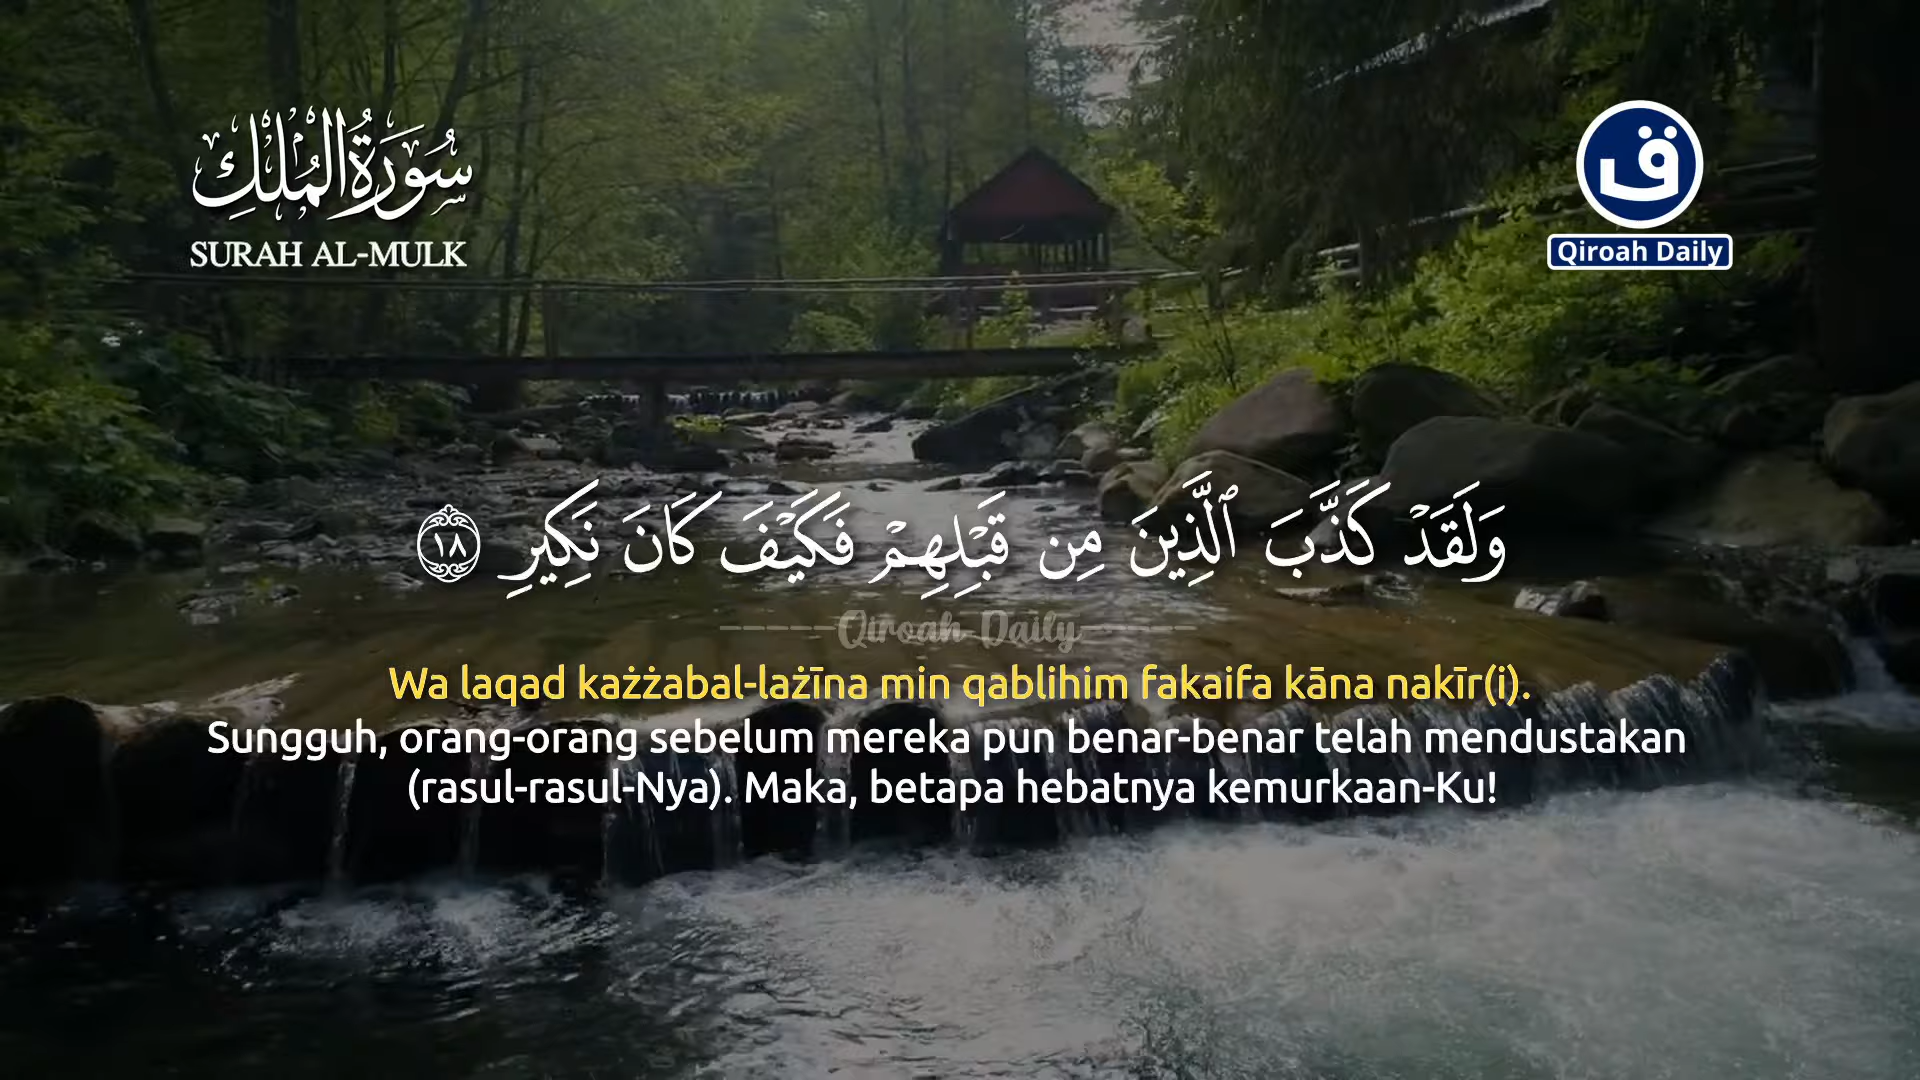 سُورَةُ الْمُلْكِ
SURAH AL-MULK
ق
Qiroah Daily
وَلَقَدْ كَذَّبَ ٱلَّذِينَ مِن قَبْلِهِمْ فَكَيْفَ كَانَ نَكِيرِ ١٨
Qiroah Daily
Wa laqad każżabal-lażīna min qablihim fakaifa kāna nakīr(i).
Sungguh, orang-orang sebelum mereka pun benar-benar telah mendustakan
(rasul-rasul-Nya). Maka, betapa hebatnya kemurkaan-Ku!